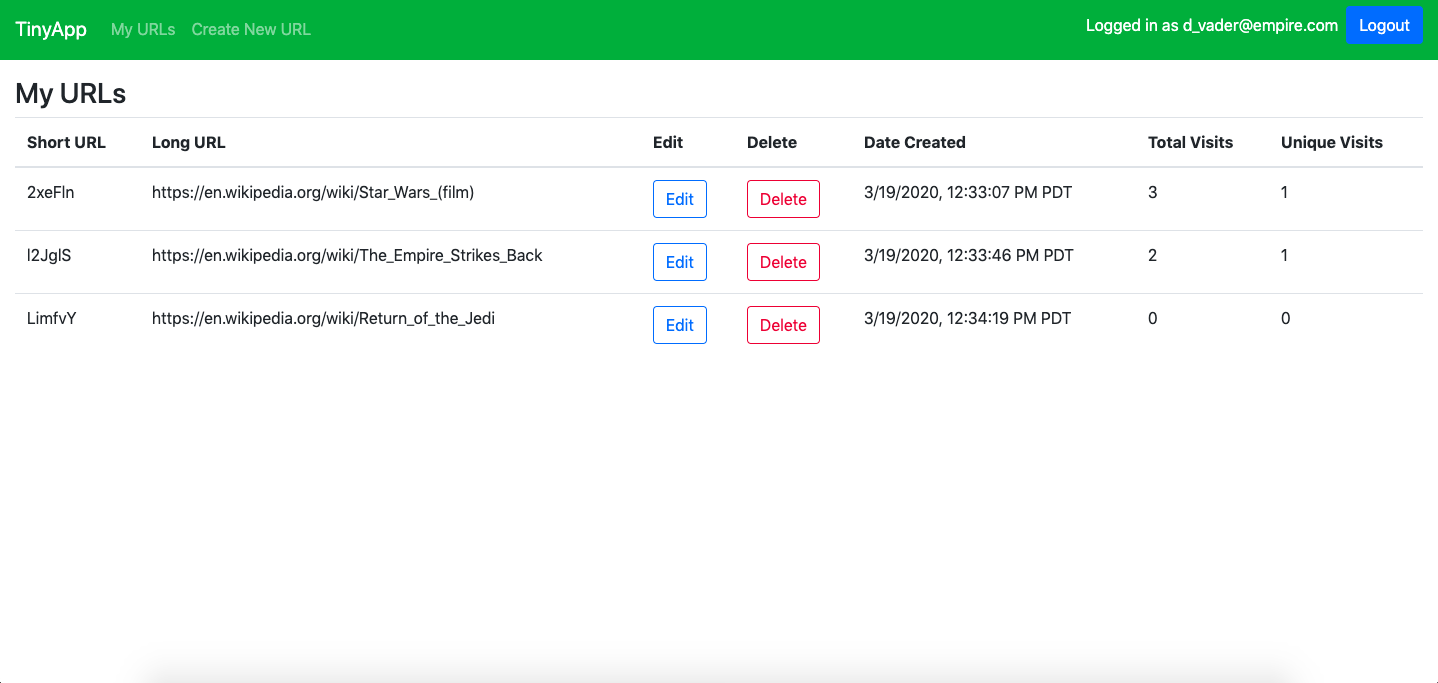 TinyApp My URLs Create New URL Logged in as d_vader@empire.com Logout
My URLs
Short URL Long URL Edit Delete Date Created Total Visits Unique Visits
2xeFln https://en.wikipedia.org/wiki/Star_Wars_(film) Edit Delete 3/19/2020, 12:33:07 PM PDT 3 1
I2JglS https://en.wikipedia.org/wiki/The_Empire_Strikes_Back Edit Delete 3/19/2020, 12:33:46 PM PDT 2 1
LimfvY https://en.wikipedia.org/wiki/Return_of_the_Jedi Edit Delete 3/19/2020, 12:34:19 PM PDT 0 0